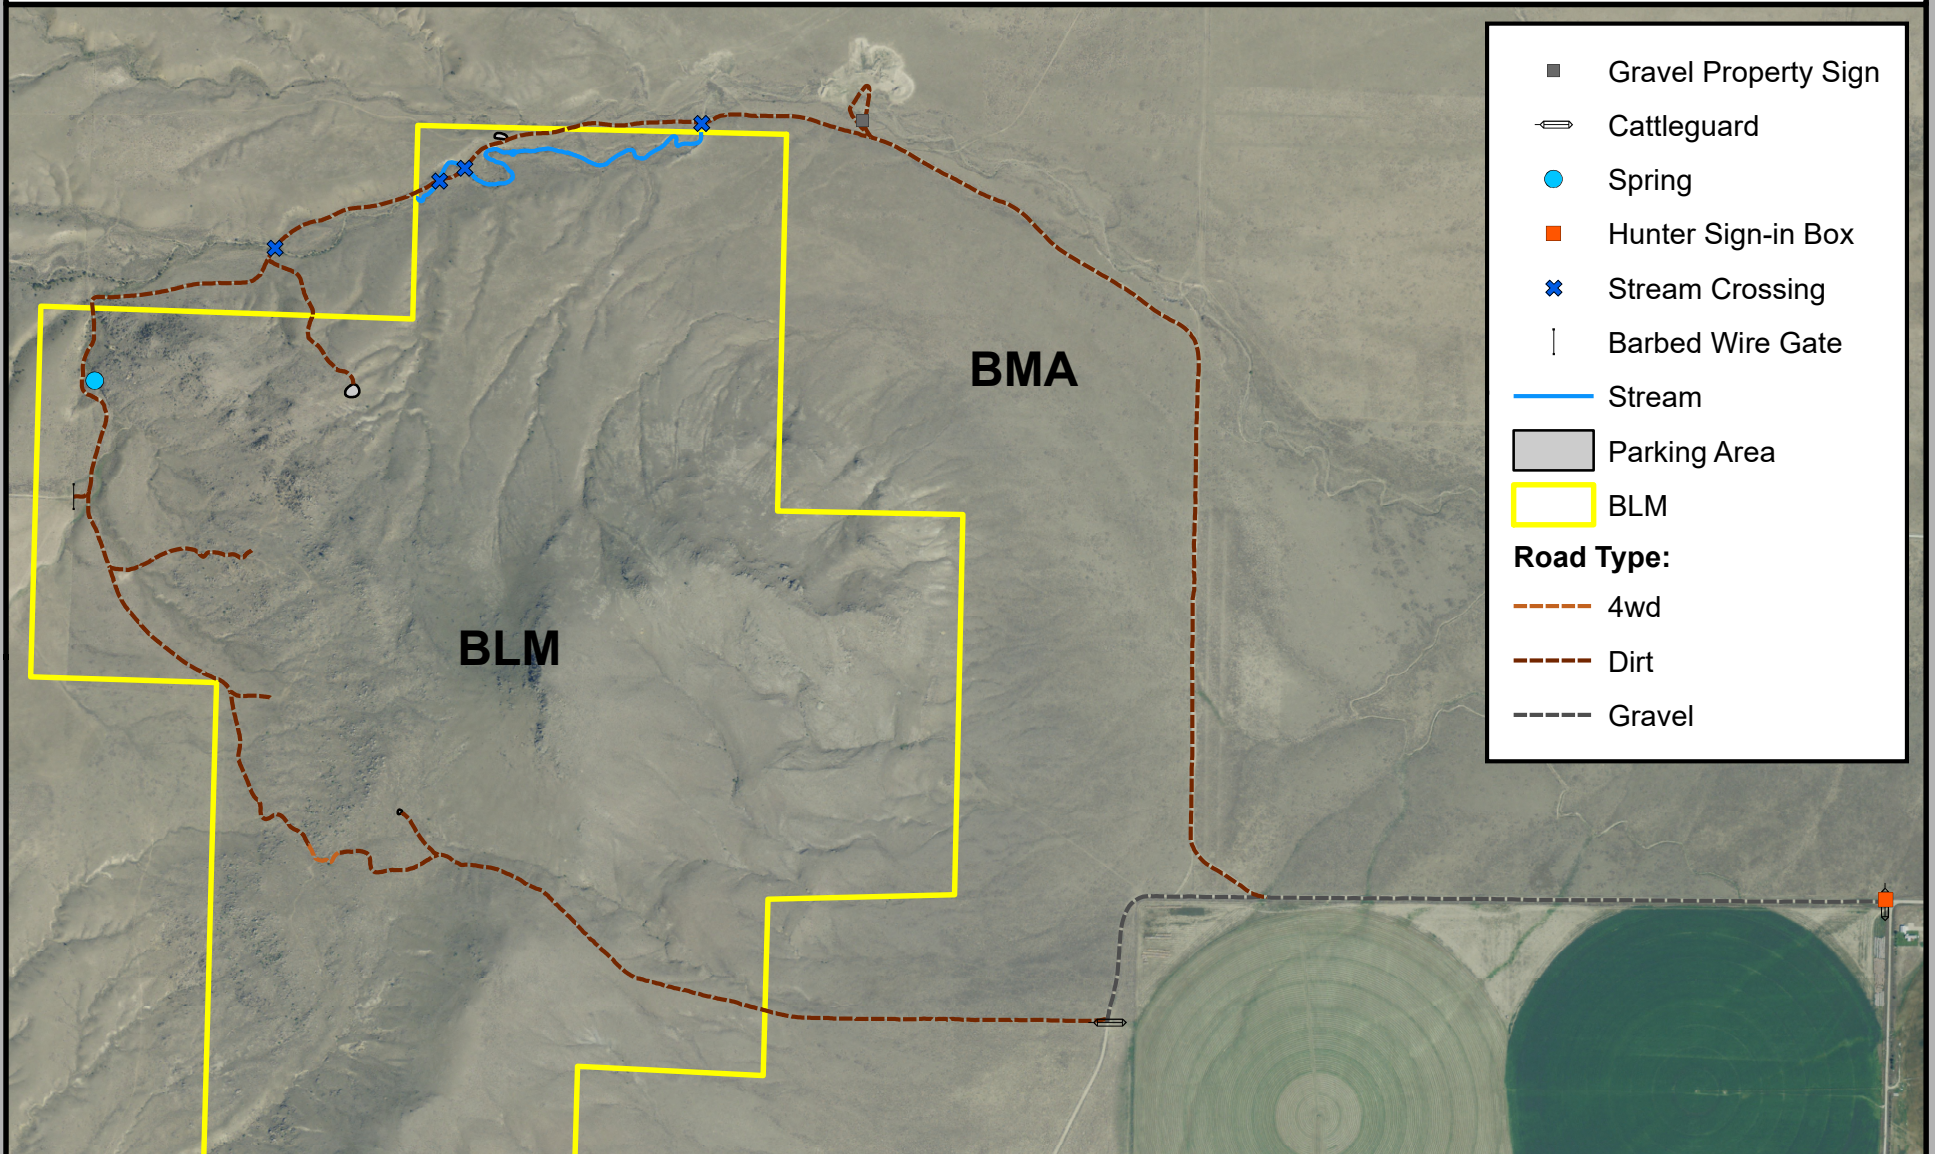 BMA
BLM
Gravel Property Sign
Cattleguard
Spring
Hunter Sign-in Box
Stream Crossing
Barbed Wire Gate
Stream
Parking Area
BLM
Road Type:
4wd
Dirt
Gravel